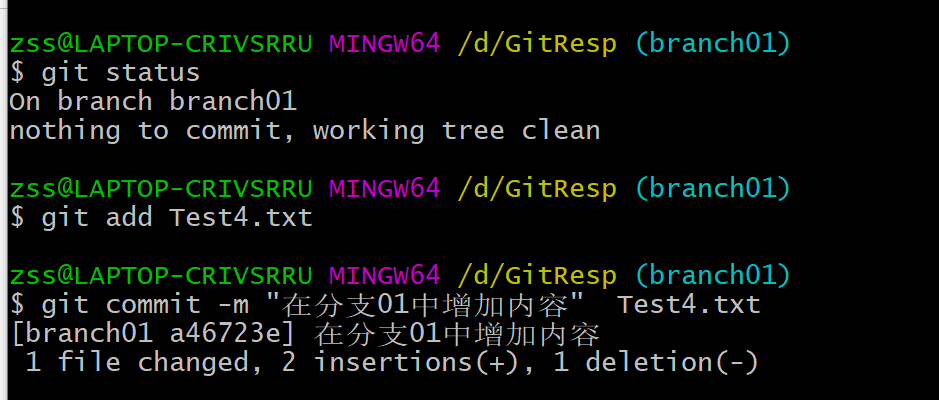 zss@LAPTOP-CRIVSRRU MINGW64 /d/GitResp (branch01)
$ git status
On branch branch01
nothing to commit, working tree clean
zss@LAPTOP-CRIVSRRU MINGW64 /d/GitResp (branch01)
$ git add Test4.txt
zss@LAPTOP-CRIVSRRU MINGW64 /d/GitResp (branch01)
$ git commit -m "在分支01中增加内容"  Test4.txt
[branch01 a46723e] 在分支01中增加内容
 1 file changed, 2 insertions(+), 1 deletion(-)